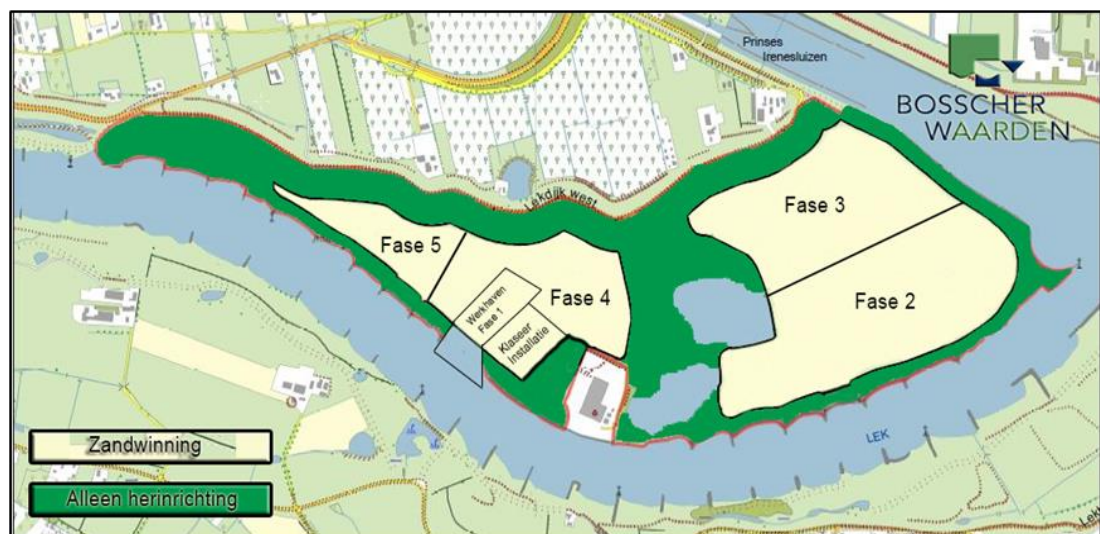 Prinses
Irenesluizen
BOSSCHER
WAARDEN
Lekdijk west
Fase 3
Fase 5
Fase 4
Fase 2
Werkhaven
Fase 1
Klaseer
Installatie
LEK
Zandwinning
Alleen herinrichting